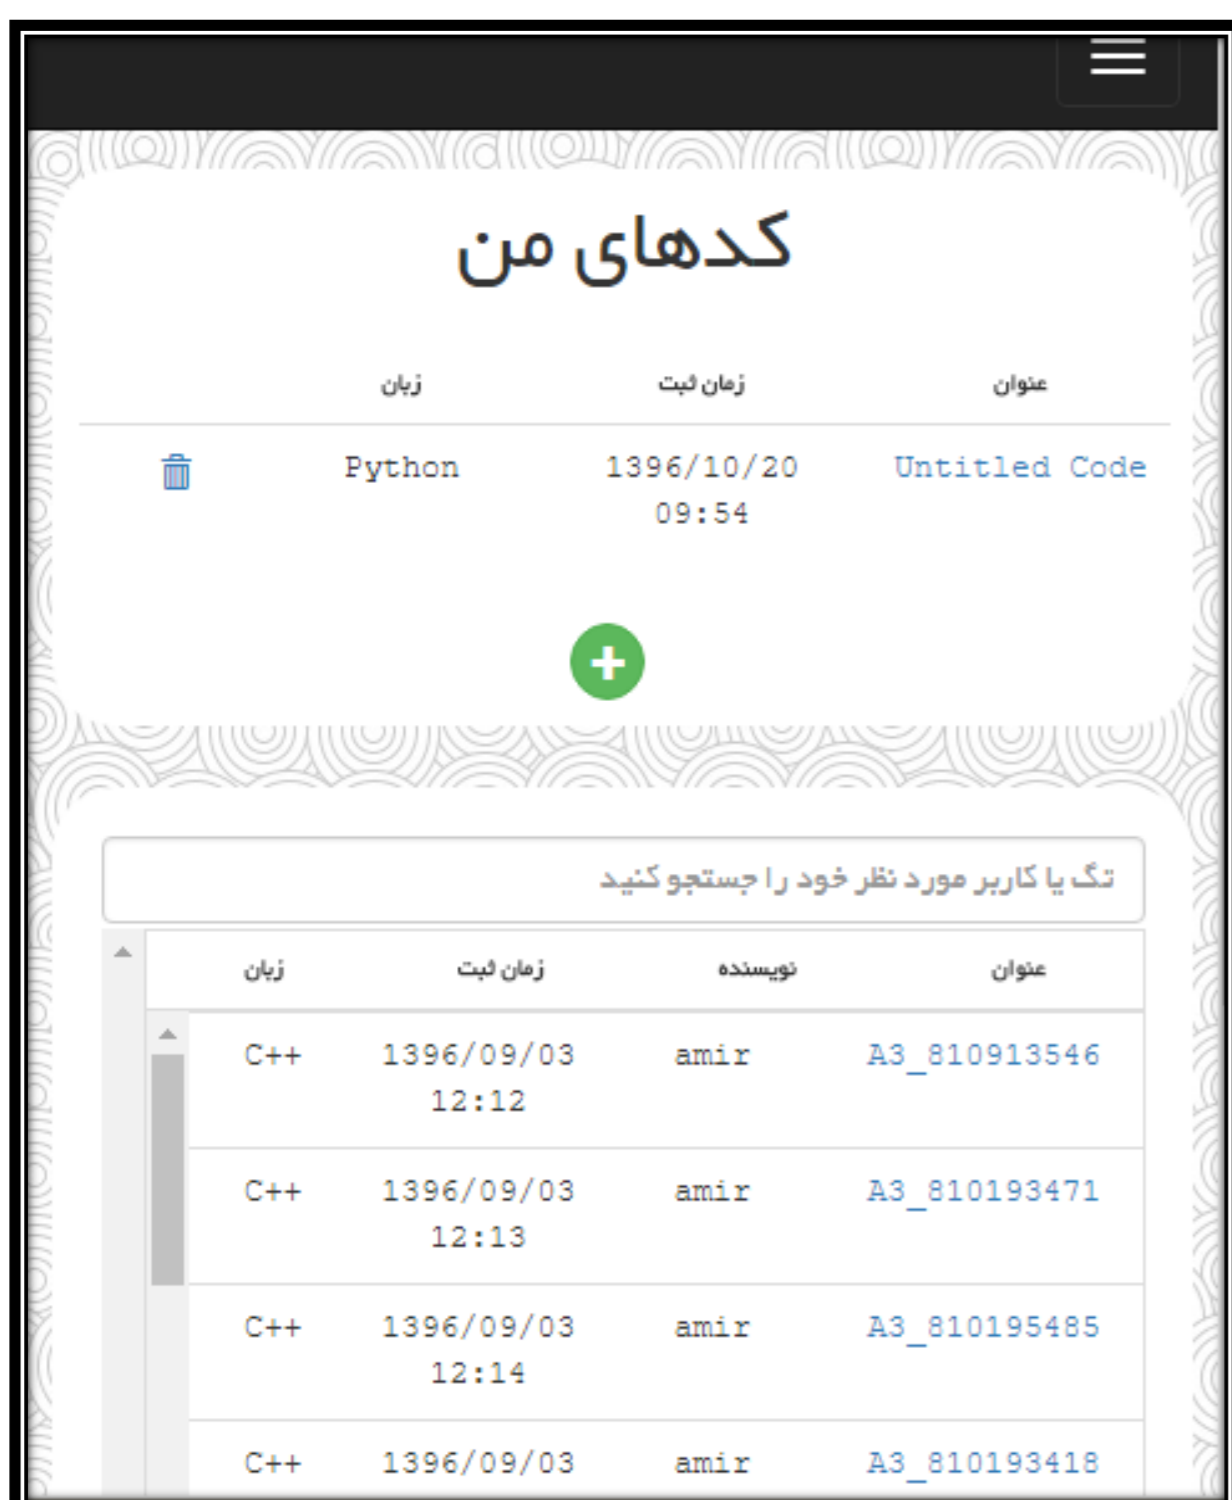 کدهای من
عنوان زمان ثبت زبان
Untitled Code 1396/10/20 Python
09:54
تگ یا کاربر مورد نظر خود را جستجو کنید
عنوان نویسنده زمان ثبت زبان
A3_810913546 amir 1396/09/03 C++
12:12
A3_810193471 amir 1396/09/03 C++
12:13
A3_810195485 amir 1396/09/03 C++
12:14
A3_810193418 amir 1396/09/03 C++